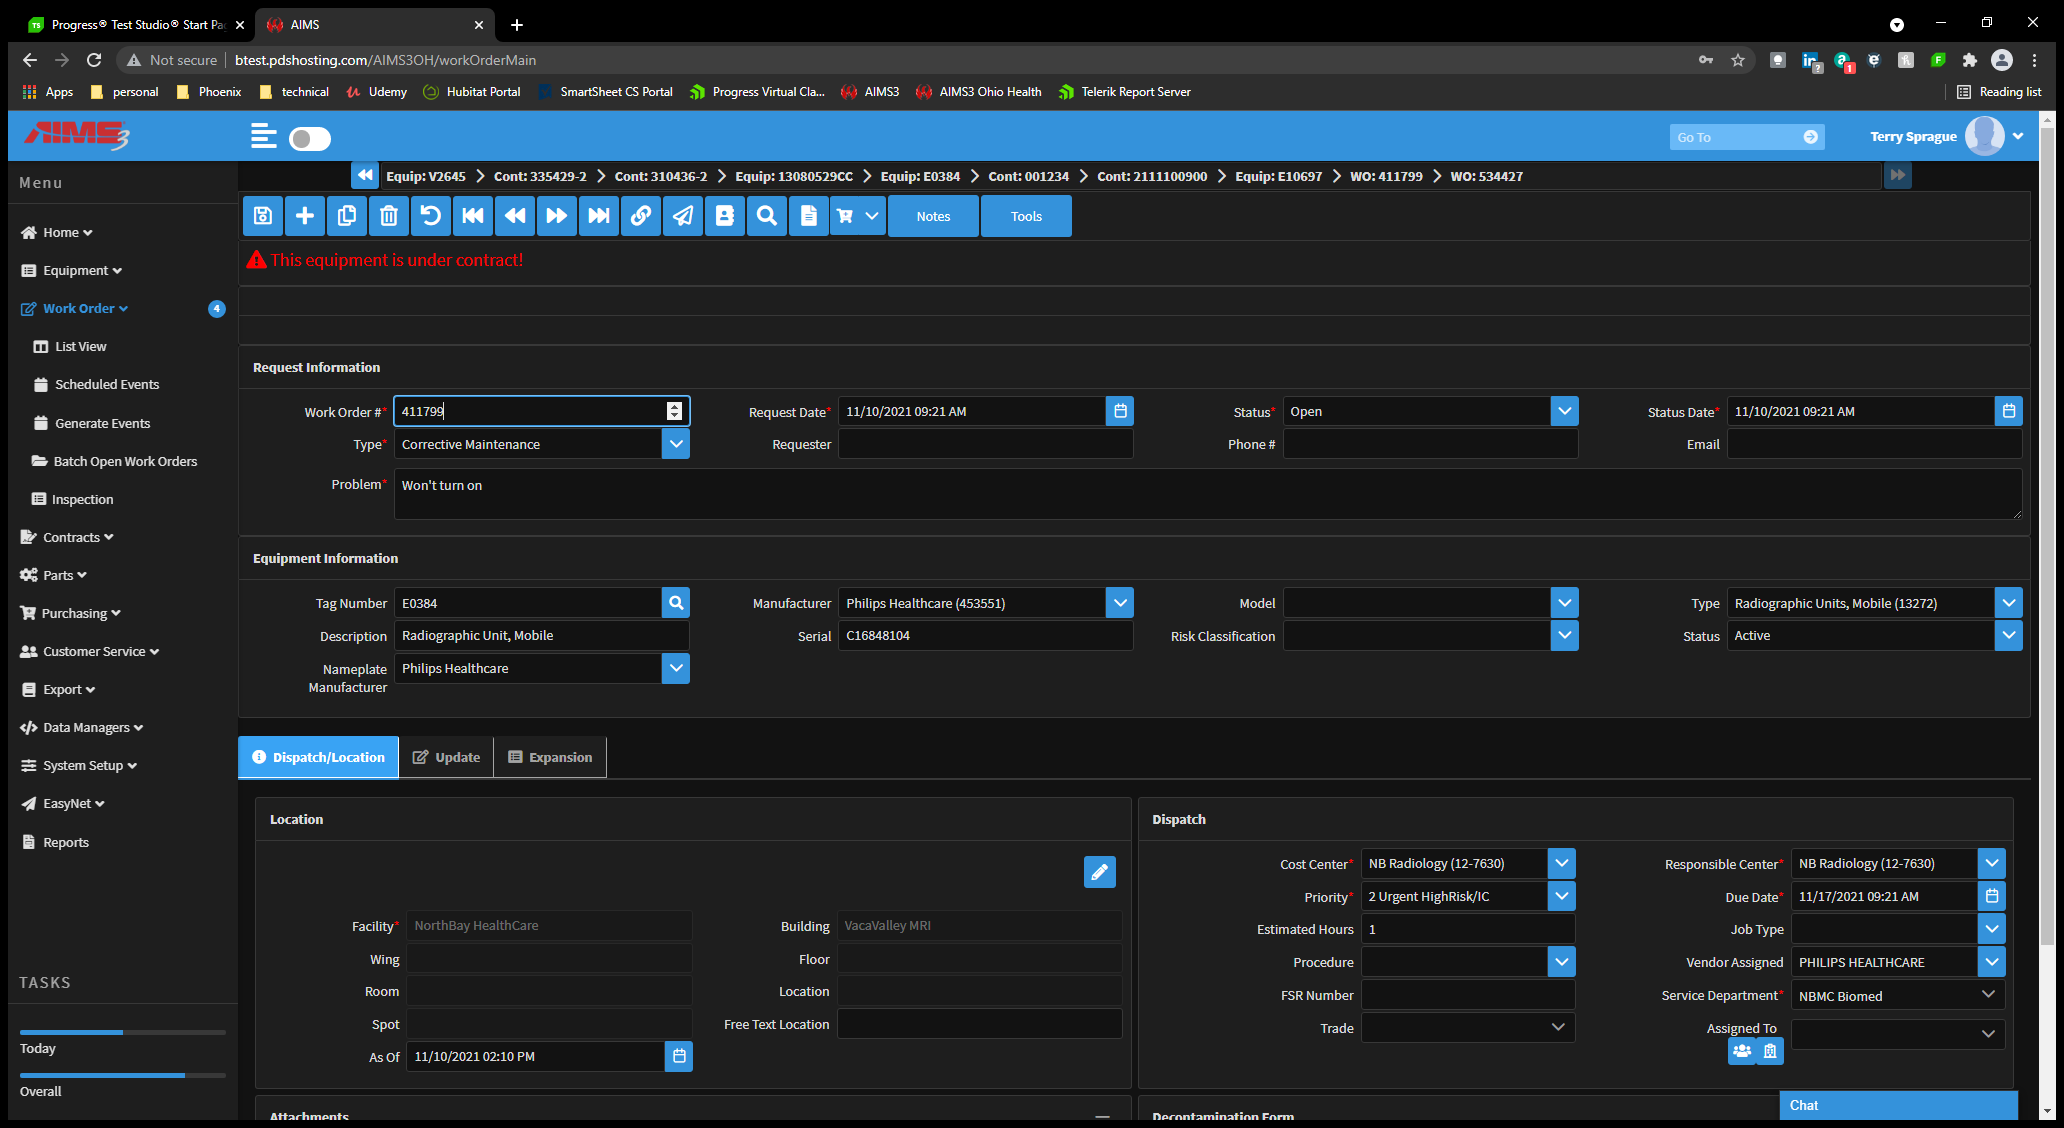 Progress® Test Studio® Start Pa
AIMS
Not secure
btest.pdshosting.com/AIMS3OH/workOrderMain
Apps
personal
Phoenix
technical
Udemy
Hubitat Portal
SmartSheet CS Portal
Progress Virtual Cla...
AIMS3
AIMS3 Ohio Health
Telerik Report Server
Reading list
AIMS3
Go To
Terry Sprague
Menu
Equip: V2645 > Cont: 335429-2 > Cont: 310436-2 > Equip: 13080529CC > Equip: E0384 > Cont: 001234 > Cont: 2111100900 > Equip: E10697 > WO: 411799 > WO: 534427
Notes
Tools
This equipment is under contract!
Home
Equipment
Work Order
4
List View
Scheduled Events
Generate Events
Batch Open Work Orders
Inspection
Contracts
Parts
Purchasing
Customer Service
Export
Data Managers
System Setup
EasyNet
Reports
TASKS
Today
Overall
Request Information
Work Order #* 411799
Request Date* 11/10/2021 09:21 AM
Status* Open
Status Date* 11/10/2021 09:21 AM
Type* Corrective Maintenance
Requester
Phone #
Email
Problem* Won't turn on
Equipment Information
Tag Number E0384
Manufacturer Philips Healthcare (453551)
Model
Type Radiographic Units, Mobile (13272)
Description Radiographic Unit, Mobile
Serial C16848104
Risk Classification
Status Active
Nameplate
Manufacturer
Philips Healthcare
Dispatch/Location
Update
Expansion
Location
Facility* NorthBay HealthCare
Building VacaValley MRI
Wing
Floor
Room
Location
Spot
Free Text Location
As Of 11/10/2021 02:10 PM
Dispatch
Cost Center* NB Radiology (12-7630)
Responsible Center* NB Radiology (12-7630)
Priority* 2 Urgent HighRisk/IC
Due Date* 11/17/2021 09:21 AM
Estimated Hours 1
Job Type
Procedure
Vendor Assigned PHILIPS HEALTHCARE
FSR Number
Service Department* NBMC Biomed
Trade
Assigned To
Attachments
Decontamination Form
Chat